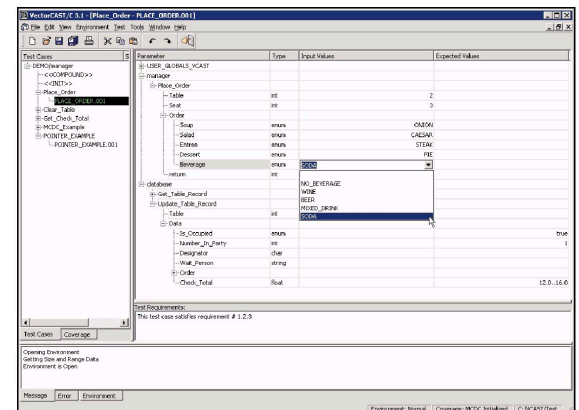 VectorCAST/C 3.1 - [Place_Order - PLACE_ORDER.001]
File Edit View Environment Test Tools Window Help
Test Cases S
DEMO/manager
<<COMPOUND>>
<<INIT>>
Place_Order
PLACE_ORDER.001
Clear_Table
Get_Check_Total
MCDC_Example
POINTER_EXAMPLE
POINTER_EXAMPLE.001
Test Cases Coverage
Parameter Type Input Values Expected Values
USER_GLOBALS_VCAST
manager
Place_Order
Table int 2
Seat int 3
Order
Soup enum ONION
Salad enum CAESAR
Entree enum STEAK
Dessert enum PIE
Beverage enum SODA
return int
NO_BEVERAGE
WINE
BEER
MIXED_DRINK
SODA
database
Get_Table_Record
Update_Table_Record
Table int
Data
Is_Occupied enum true
Number_In_Party int 1
Designator char
Wait_Person string
Order
Check_Total float 12.0..16.0
Test Requirements:
This test case satisfies requirement # 1.2.3
Opening Environment
Getting Size and Range Data
Environment is Open
Message Error Environment
Environment: Normal Coverage: MCDC Initialized C:\VCAST\Test